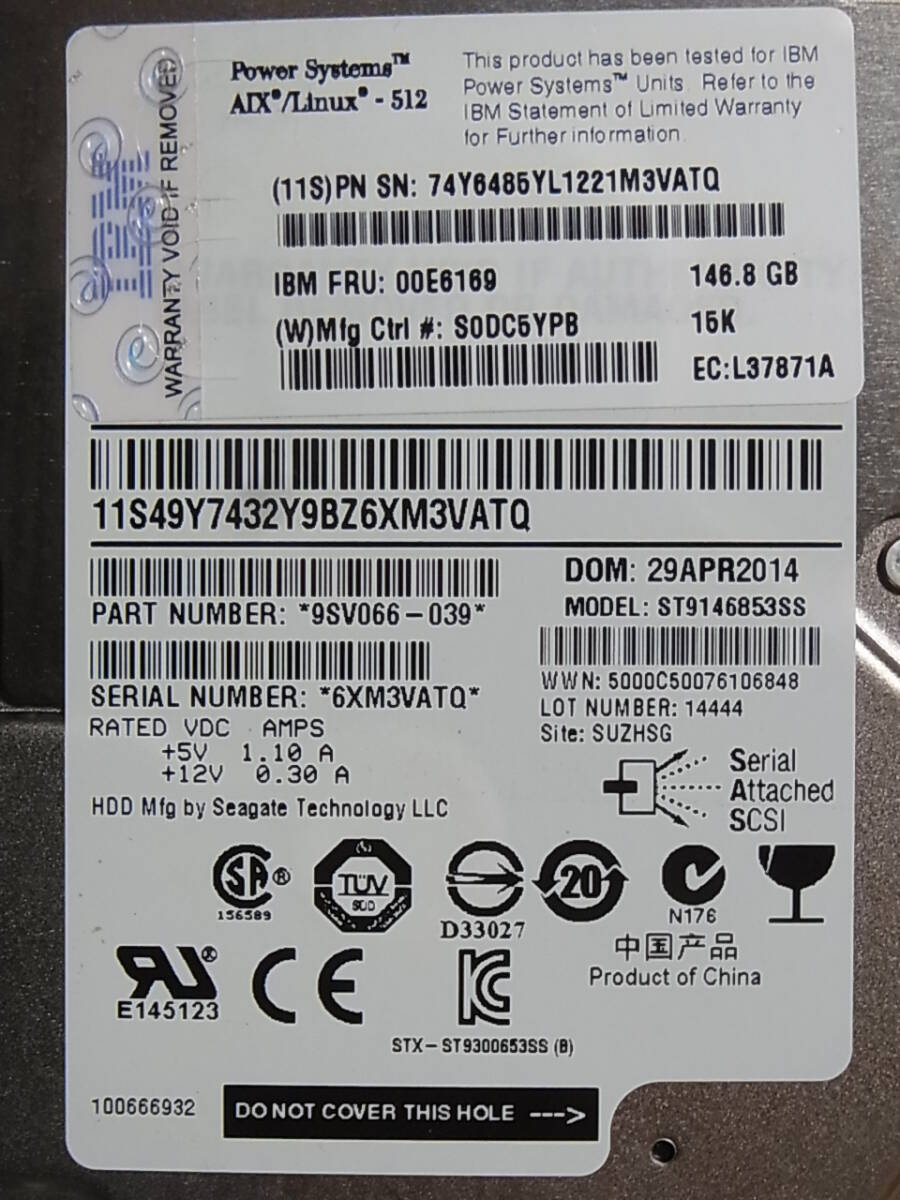 IBM
WARRANTY VOID IF REMOVED
Power Systems™
AIX®/Linux® - 512
This product has been tested for IBM
Power Systems™ Units. Refer to the
IBM Statement of Limited Warranty
for Further information.
(11S)PN SN: 74Y6485YL1221M3VATQ
IBM FRU: 00E6169
146.8 GB
(W)Mfg Ctrl #: S0DC5YPB
15K
EC:L37871A
11S49Y7432Y9BZ6XM3VATQ
PART NUMBER: *9SV066-039*
DOM: 29APR2014
MODEL: ST9146853SS
SERIAL NUMBER: *6XM3VATQ*
WWN: 5000C50076106848
LOT NUMBER: 14444
Site: SUZHSG
RATED VDC AMPS
+5V 1.10 A
+12V 0.30 A
HDD Mfg by Seagate Technology LLC
Serial
Attached
SCSI
SA®
156589
TÜV
SÜD
D33027
20
N176
中国产品
Product of China
E145123
CE
STX-ST9300653SS (B)
100666932
DO NOT COVER THIS HOLE --->